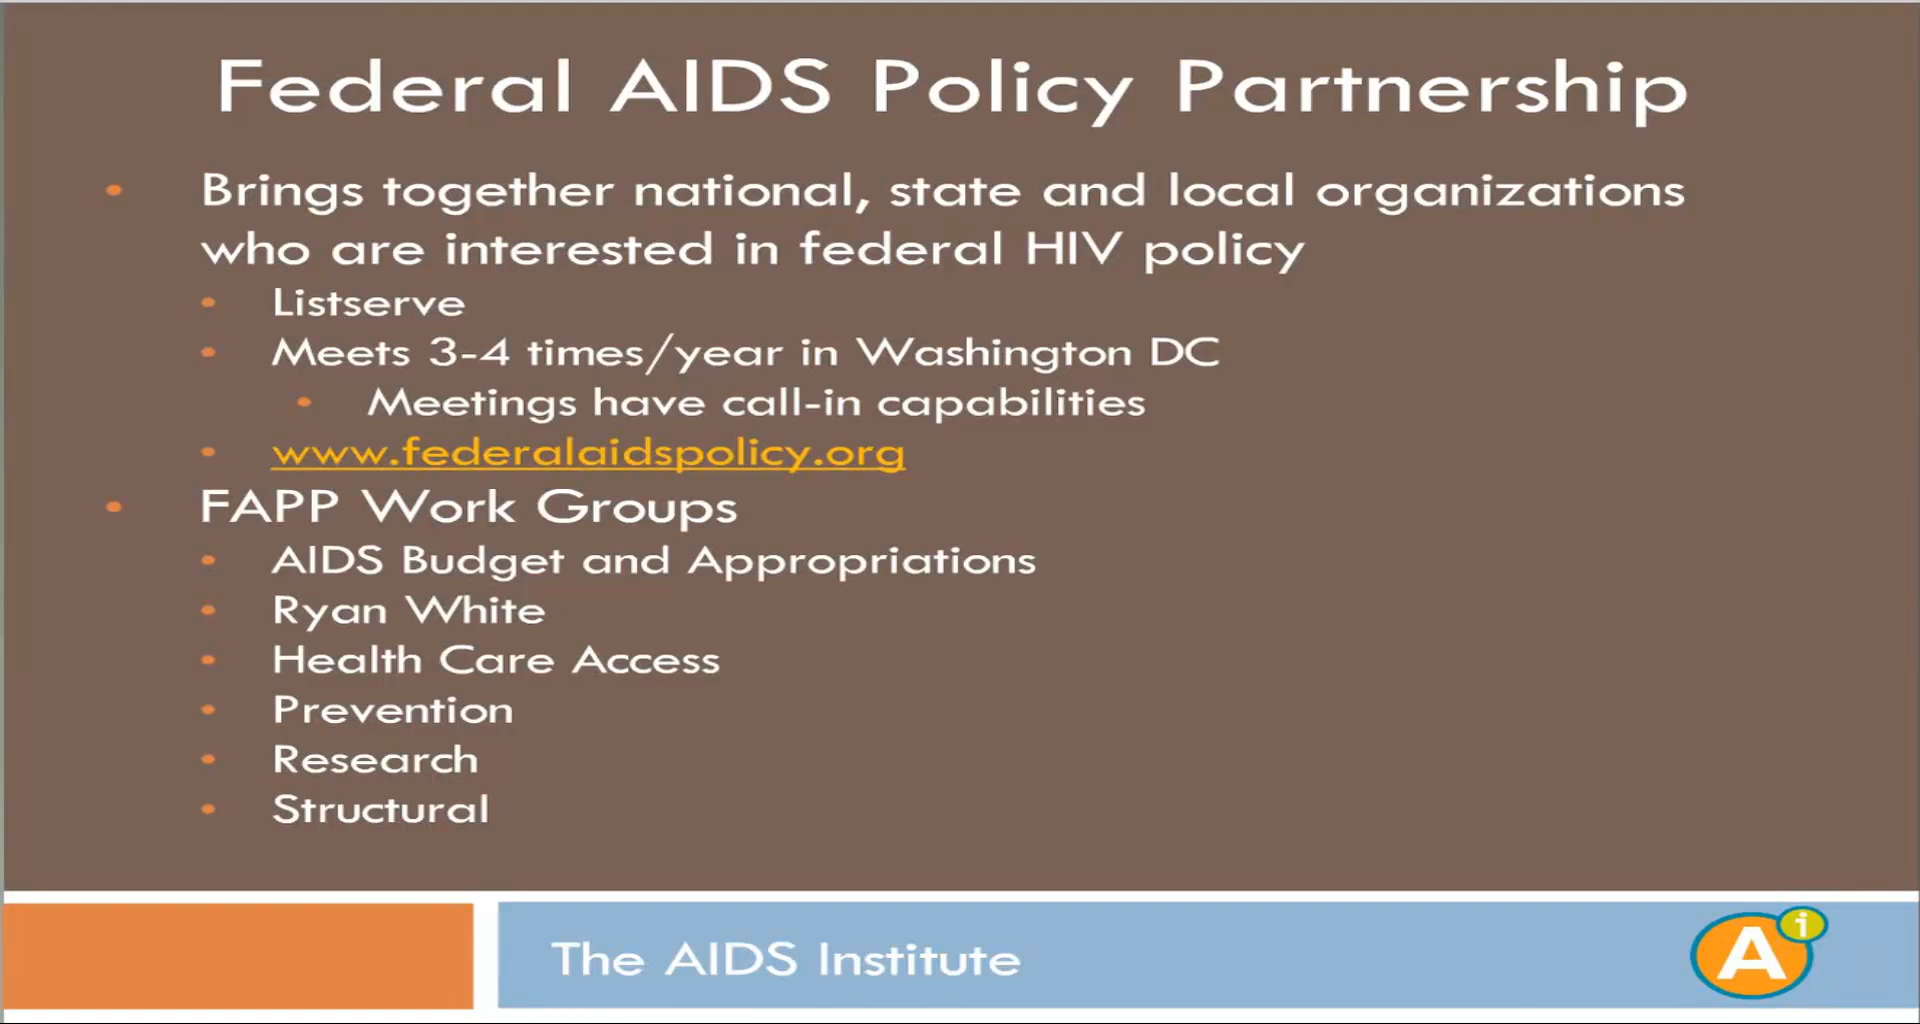 Federal AIDS Policy Partnership
• Brings together national, state and local organizations
who are interested in federal HIV policy
• Listserve
• Meets 3-4 times/year in Washington DC
• Meetings have call-in capabilities
• www.federalaidspolicy.org
• FAPP Work Groups
• AIDS Budget and Appropriations
• Ryan White
• Health Care Access
• Prevention
• Research
• Structural
The AIDS Institute
A i